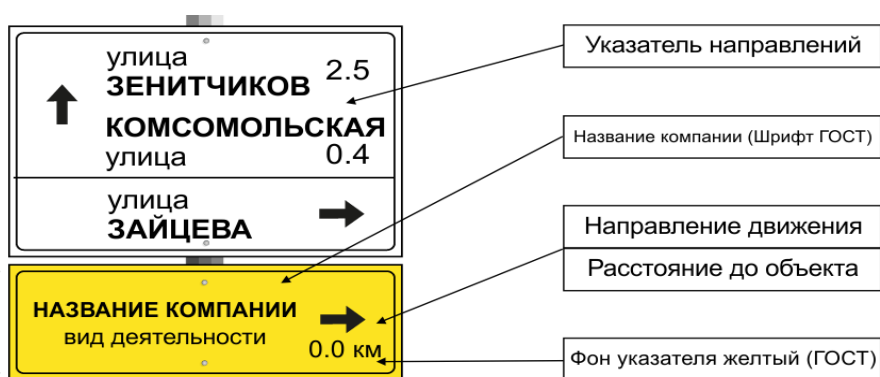 улица
ЗЕНИТЧИКОВ 2.5
КОМСОМОЛЬСКАЯ
улица 0.4
улица
ЗАЙЦЕВА
НАЗВАНИЕ КОМПАНИИ
вид деятельности
0.0 км
Указатель направлений
Название компании (Шрифт ГОСТ)
Направление движения
Расстояние до объекта
Фон указателя желтый (ГОСТ)